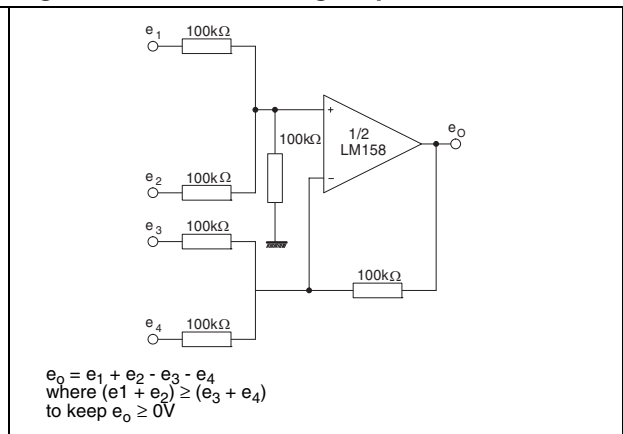 e1 100kΩ
100kΩ
+
1/2
LM158
-
eO
e2 100kΩ
e3 100kΩ
100kΩ
e4 100kΩ
eo = e1 + e2 - e3 - e4
where (e1 + e2) ≥ (e3 + e4)
to keep eo ≥ 0V